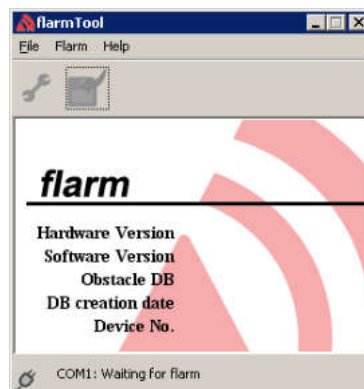 flarmTool
File Flarm Help
flarm
Hardware Version
Software Version
Obstacle DB
DB creation date
Device No.
COM1: Waiting for flarm